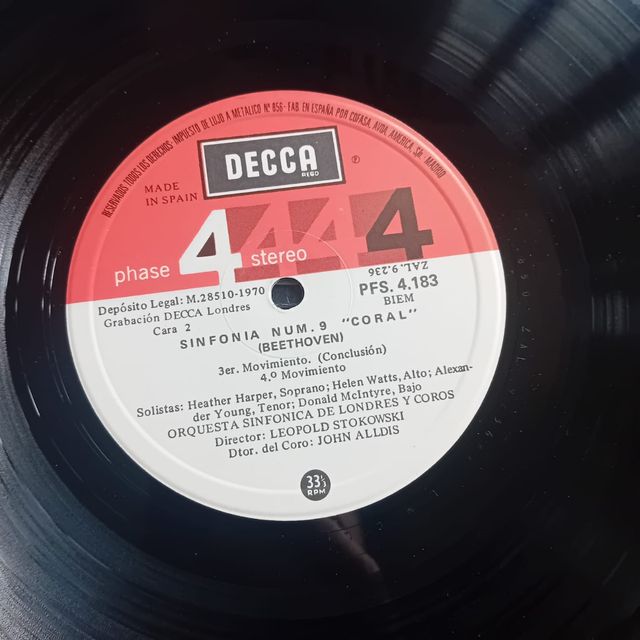 RESERVADOS TODOS LOS DERECHOS· IMPUESTO DE LUJO A METALICO Nº 856 · FAB. EN ESPAÑA POR COFASA, AVDA. AMERICA, S/n · MADRID
DECCA
REGD
Ⓟ
MADE
IN SPAIN
phase 4 stereo 4 4 4
ZAL. 9.236
Depósito Legal: M.28510-1970
PFS. 4.183
Grabación DECCA Londres
BIEM
Cara 2
SINFONIA NUM. 9 "CORAL"
(BEETHOVEN)
3er. Movimiento. (Conclusión)
4.º Movimiento
Solistas: Heather Harper, Soprano; Helen Watts, Alto; Alexan-
der Young, Tenor; Donald McIntyre, Bajo
ORQUESTA SINFONICA DE LONDRES Y COROS
Director: LEOPOLD STOKOWSKI
Dtor. del Coro: JOHN ALLDIS
33⅓
RPM